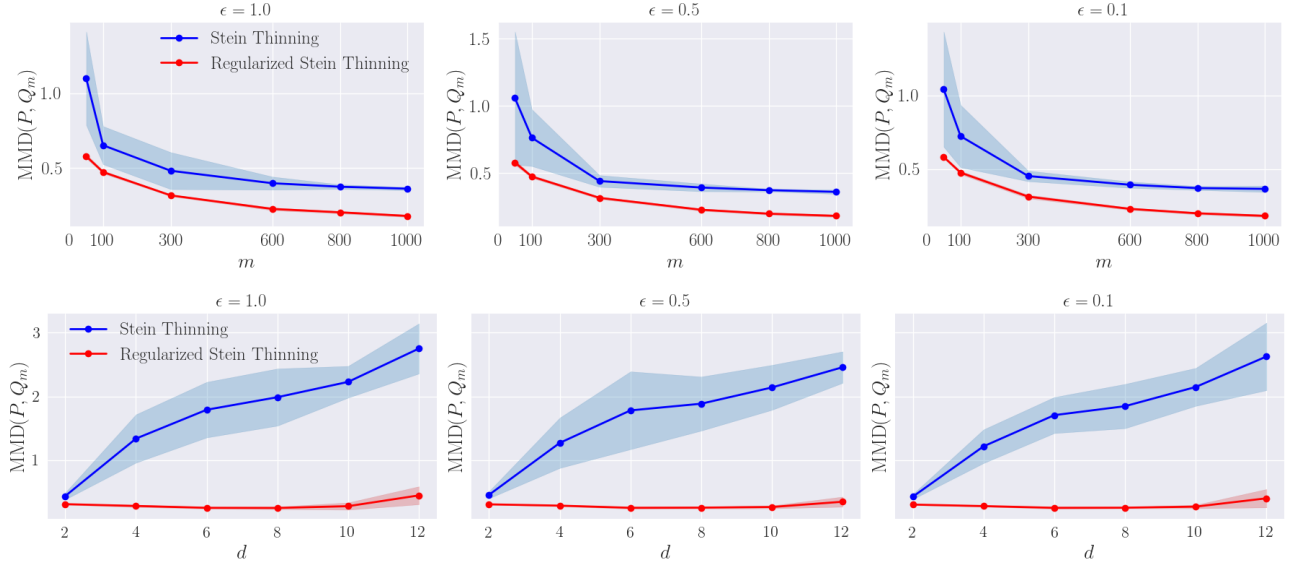 ϵ = 1.0
Stein Thinning
Regularized Stein Thinning
MMD(P, Q_m)
1.0
0.5
0 100 300 600 800 1000
m
ϵ = 0.5
MMD(P, Q_m)
1.5
1.0
0.5
0 100 300 600 800 1000
m
ϵ = 0.1
MMD(P, Q_m)
1.0
0.5
0 100 300 600 800 1000
m
ϵ = 1.0
Stein Thinning
Regularized Stein Thinning
MMD(P, Q_m)
3
2
1
2 4 6 8 10 12
d
ϵ = 0.5
MMD(P, Q_m)
2 4 6 8 10 12
d
ϵ = 0.1
MMD(P, Q_m)
2 4 6 8 10 12
d